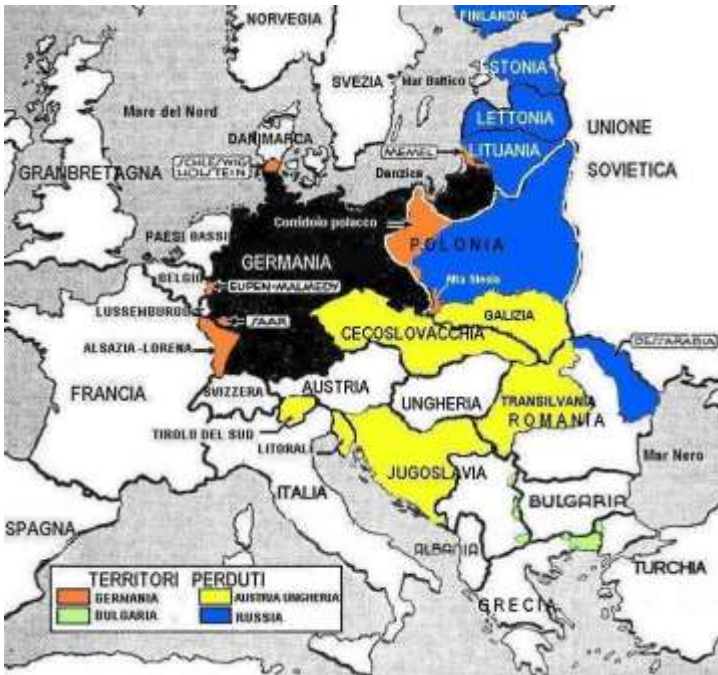 FINLANDIA
NORVEGIA
SVEZIA
ESTONIA
Mar Baltico
Mare del Nord
LETTONIA
UNIONE
SOVIETICA
DANIMARCA
MEMEL
LITUANIA
SCHLESWIG
HOLSTEIN
GRANBRETAGNA
Danzica
Corridoio polacco
POLONIA
PAESI BASSI
GERMANIA
BELGIO
EUPEN-MALMEDY
Alta Slesia
LUSSEMBURGO
SAAR
GALIZIA
CECOSLOVACCHIA
BESSARABIA
ALSAZIA-LORENA
FRANCIA
SVIZZERA
AUSTRIA
UNGHERIA
TRANSILVANIA
ROMANIA
TIROLO DEL SUD
LITORALI
JUGOSLAVIA
Mar Nero
ITALIA
BULGARIA
SPAGNA
ALBANIA
TURCHIA
GRECIA
TERRITORI PERDUTI
GERMANIA
AUSTRIA UNGHERIA
BULGARIA
RUSSIA